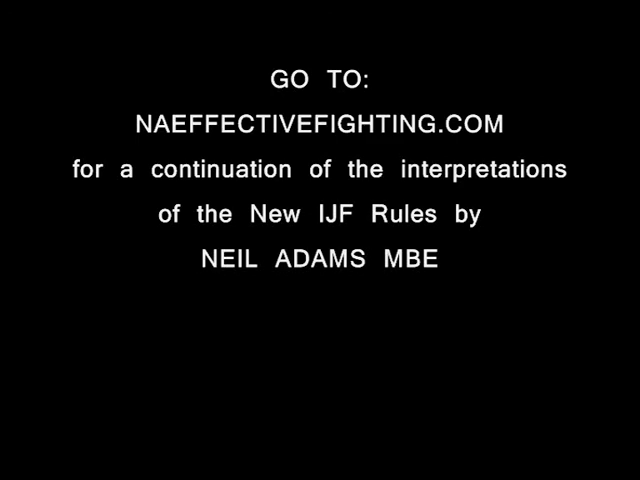 GO TO:
NAEFFECTIVEFIGHTING.COM
for a continuation of the interpretations
of the New IJF Rules by
NEIL ADAMS MBE